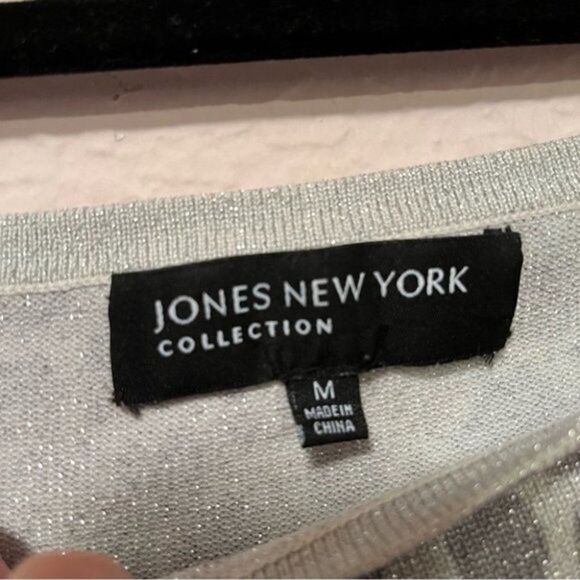 JONES NEW YORK
COLLECTION
M
MADE IN
CHINA